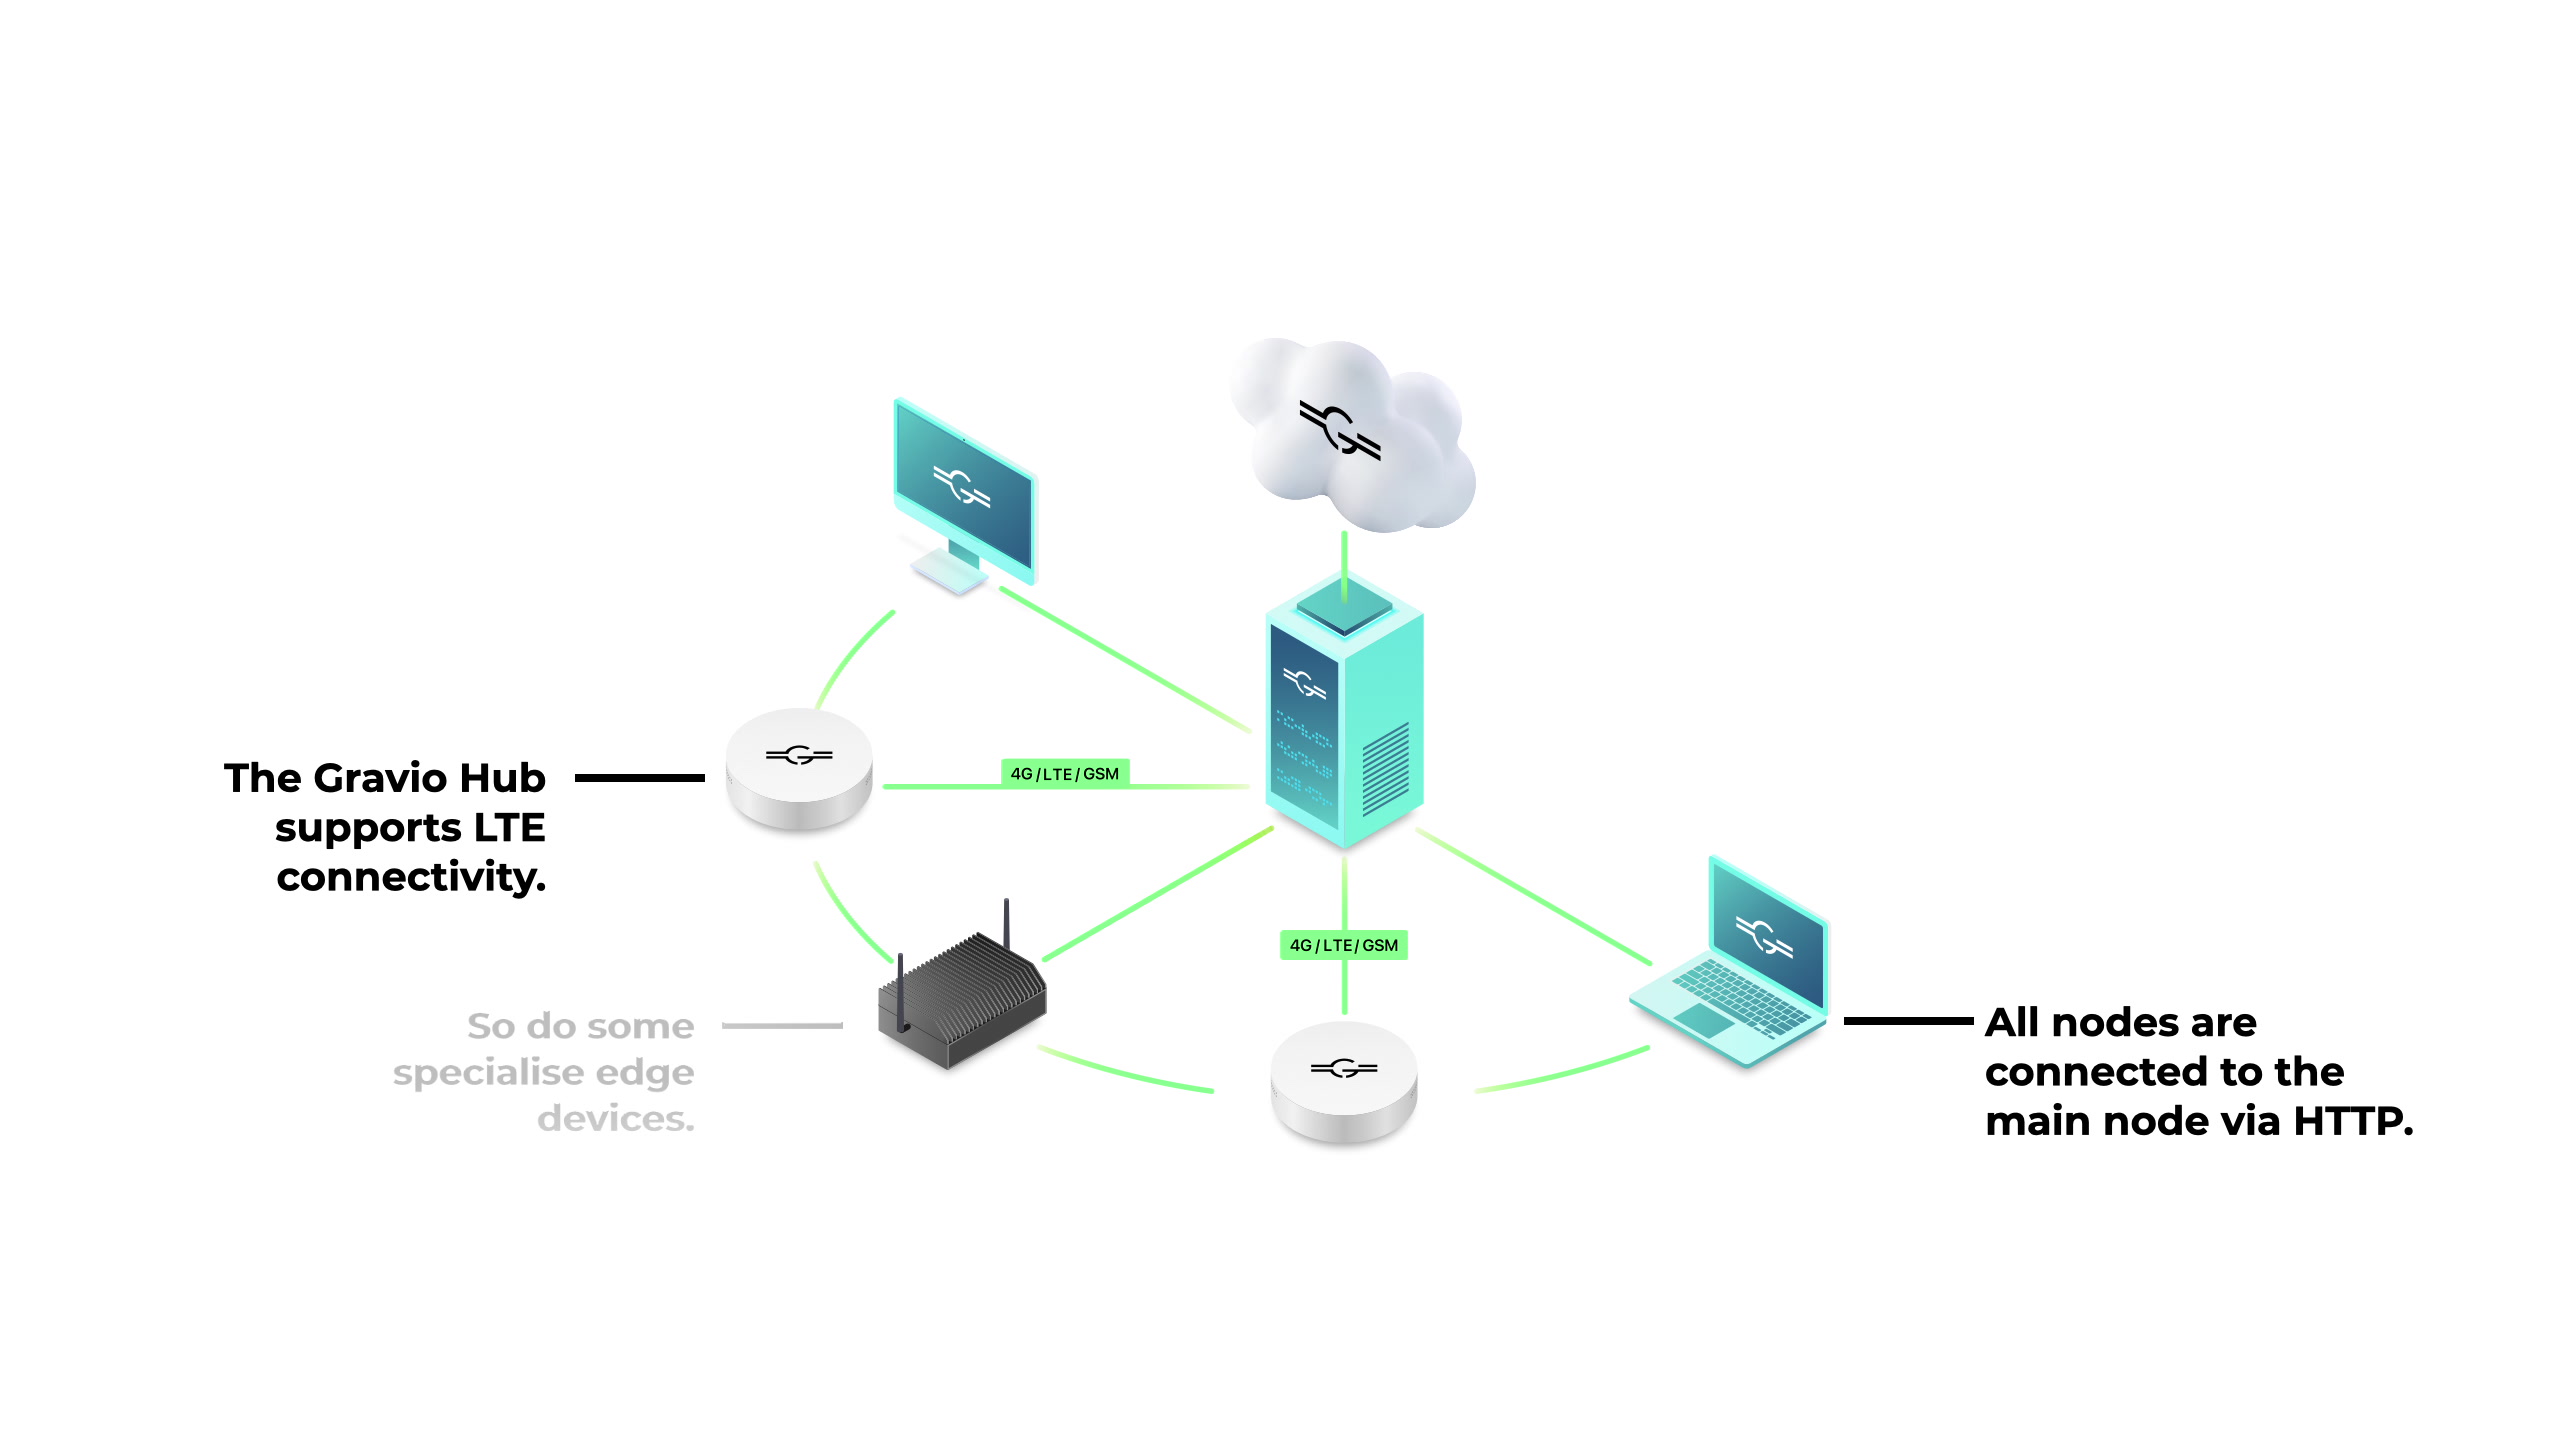 4G / LTE / GSM
The Gravio Hub
supports LTE
connectivity.
4G / LTE / GSM
So do some
specialise edge
devices.
All nodes are
connected to the
main node via HTTP.